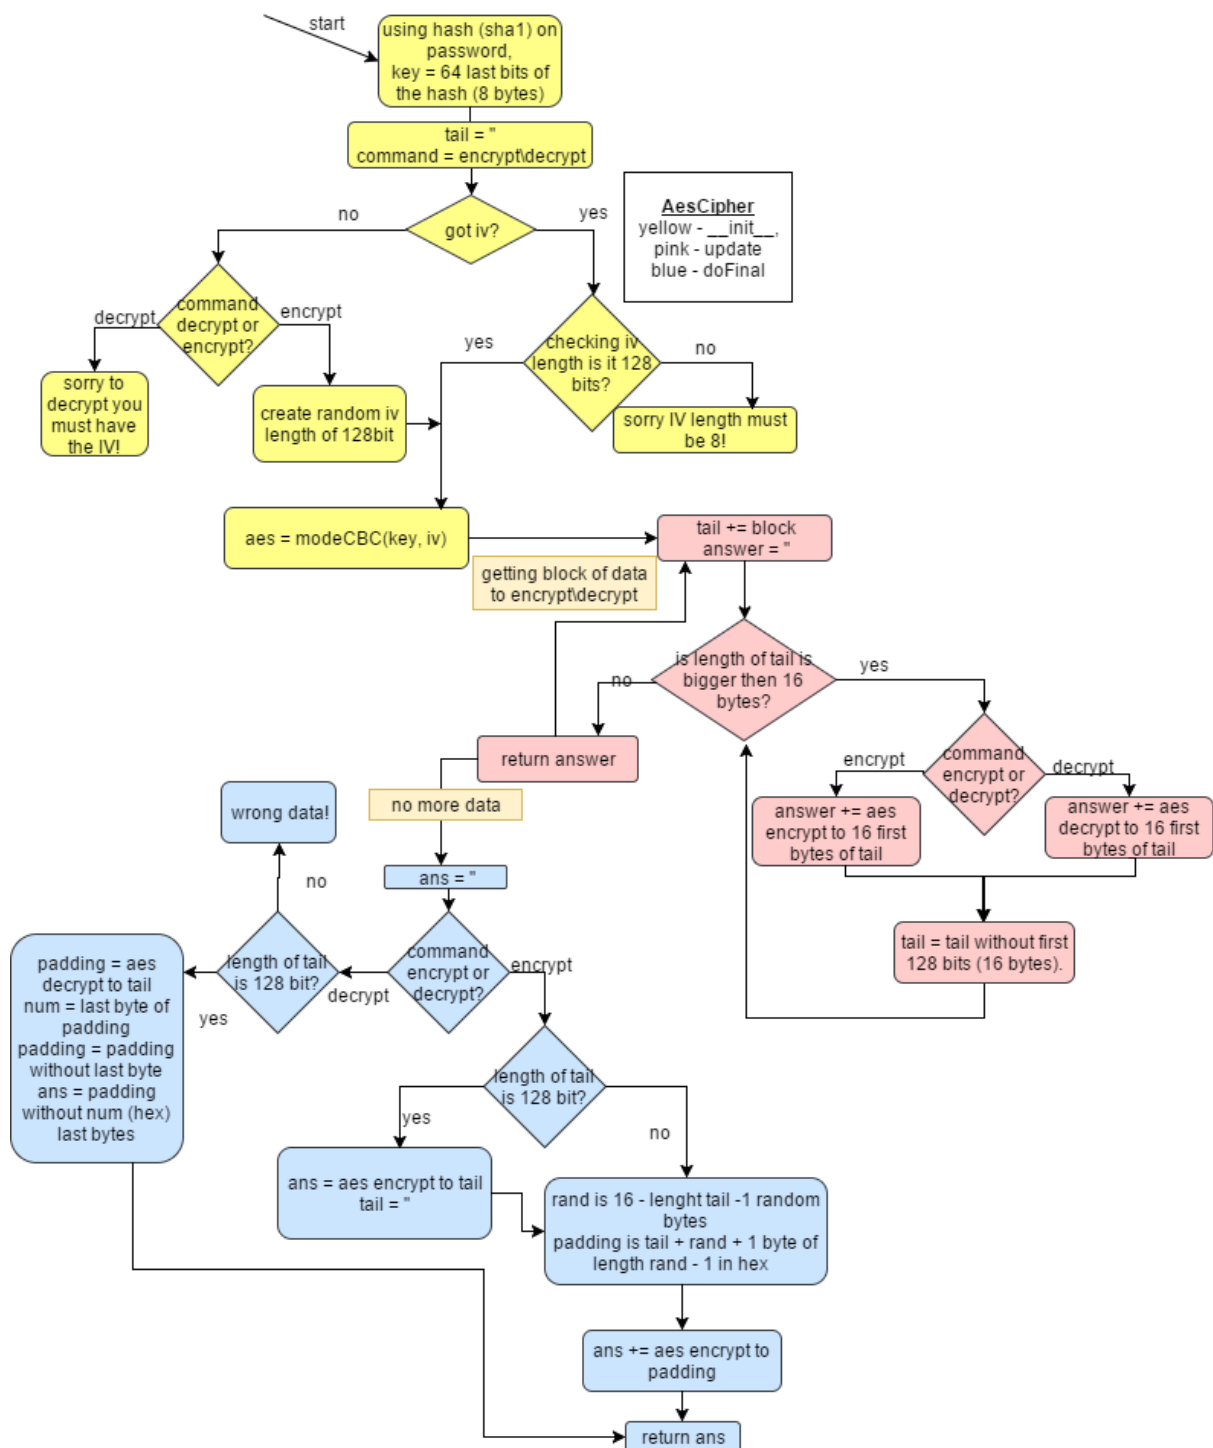 start
using hash (sha1) on
password,
key = 64 last bits of
the hash (8 bytes)
tail = "
command = encrypt\decrypt
AesCipher
yellow - __init__,
pink - update
blue - doFinal
no
got iv?
yes
command
decrypt or
encrypt?
decrypt
encrypt
checking iv
length is it 128
bits?
yes
no
sorry to
decrypt you
must have
the IV!
create random iv
length of 128bit
sorry IV length must
be 8!
aes = modeCBC(key, iv)
tail += block
answer = "
getting block of data
to encrypt\decrypt
is length of tail is
bigger then 16
bytes?
no
yes
return answer
command
encrypt or
decrypt?
encrypt
decrypt
answer += aes
encrypt to 16 first
bytes of tail
answer += aes
decrypt to 16 first
bytes of tail
tail = tail without first
128 bits (16 bytes).
no more data
wrong data!
ans = "
no
command
encrypt or
decrypt?
encrypt
decrypt
length of tail
is 128 bit?
yes
padding = aes
decrypt to tail
num = last byte of
padding
padding = padding
without last byte
ans = padding
without num (hex)
last bytes
length of tail
is 128 bit?
yes
no
ans = aes encrypt to tail
tail = "
rand is 16 - lenght tail -1 random
bytes
padding is tail + rand + 1 byte of
length rand - 1 in hex
ans += aes encrypt to
padding
return ans